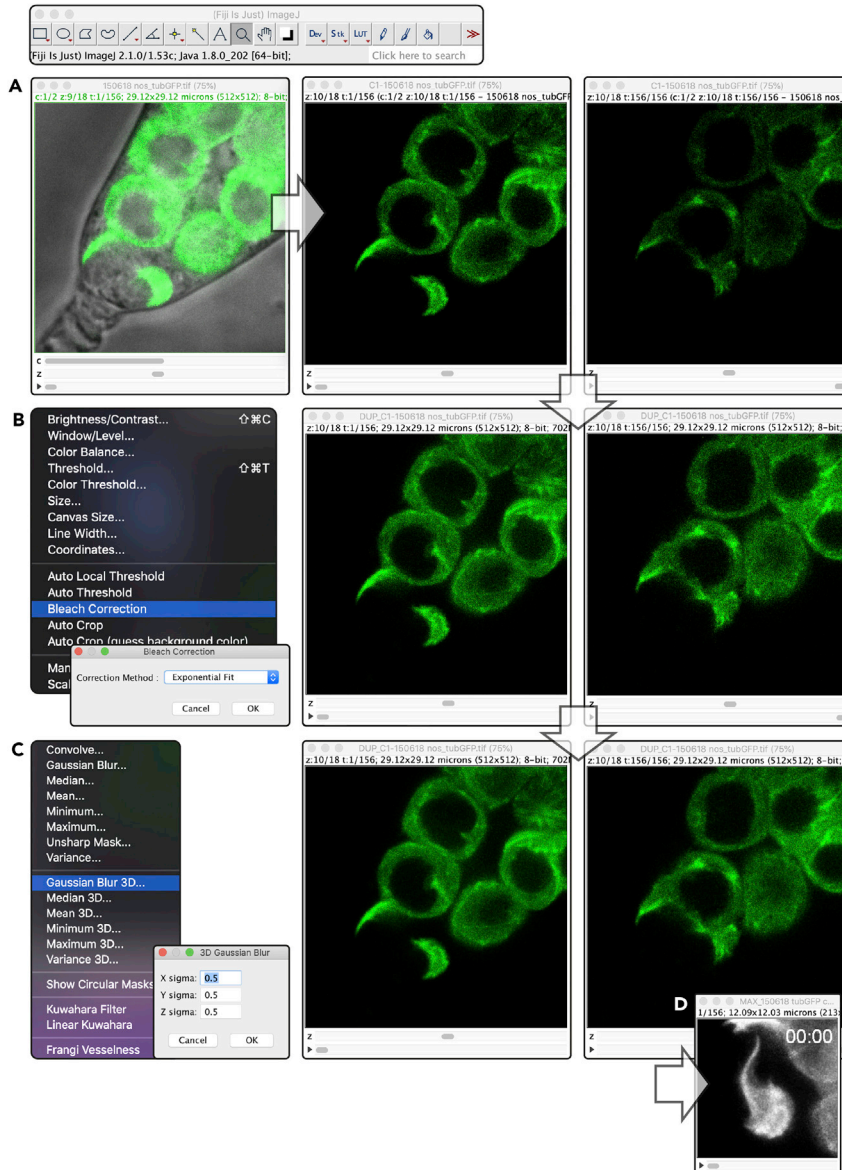 (Fiji Is Just) ImageJ
Dev Stk LUT
(Fiji Is Just) ImageJ 2.1.0/1.53c; Java 1.8.0_202 [64-bit];
Click here to search
A
150618 nos_tubGFP.tif (75%)
c:1/2 z:9/18 t:1/156; 29.12x29.12 microns (512x512); 8-bit;
c
z
C1-150618 nos_tubGFP.tif (75%)
z:10/18 t:1/156 (c:1/2 z:10/18 t:1/156 - 150618 nos_tubGFP
z
C1-150618 nos_tubGFP.tif (75%)
z:10/18 t:156/156 (c:1/2 z:10/18 t:156/156 - 150618 nos_
z
B
Brightness/Contrast... ⇧⌘C
Window/Level...
Color Balance...
Threshold... ⇧⌘T
Color Threshold...
Size...
Canvas Size...
Line Width...
Coordinates...
Auto Local Threshold
Auto Threshold
Bleach Correction
Auto Crop
Auto Crop (guess background color)
Man
Scal
Bleach Correction
Correction Method : Exponential Fit
Cancel OK
DUP_C1-150618 nos_tubGFP.tif (75%)
z:10/18 t:1/156; 29.12x29.12 microns (512x512); 8-bit; 702
z
DUP_C1-150618 nos_tubGFP.tif (75%)
z:10/18 t:156/156; 29.12x29.12 microns (512x512); 8-bit;
z
C
Convolve...
Gaussian Blur...
Median...
Mean...
Minimum...
Maximum...
Unsharp Mask...
Variance...
Gaussian Blur 3D...
Median 3D...
Mean 3D...
Minimum 3D...
Maximum 3D...
Variance 3D...
Show Circular Masks
Kuwahara Filter
Linear Kuwahara
Frangi Vesselness
3D Gaussian Blur
X sigma: 0.5
Y sigma: 0.5
Z sigma: 0.5
Cancel OK
DUP_C1-150618 nos_tubGFP.tif (75%)
z:10/18 t:1/156; 29.12x29.12 microns (512x512); 8-bit; 702
z
DUP_C1-150618 nos_tubGFP.tif (75%)
z:10/18 t:156/156; 29.12x29.12 microns (512x512); 8-bit;
z
D
MAX_150618 tubGFP c...
1/156; 12.09x12.03 microns (213
00:00